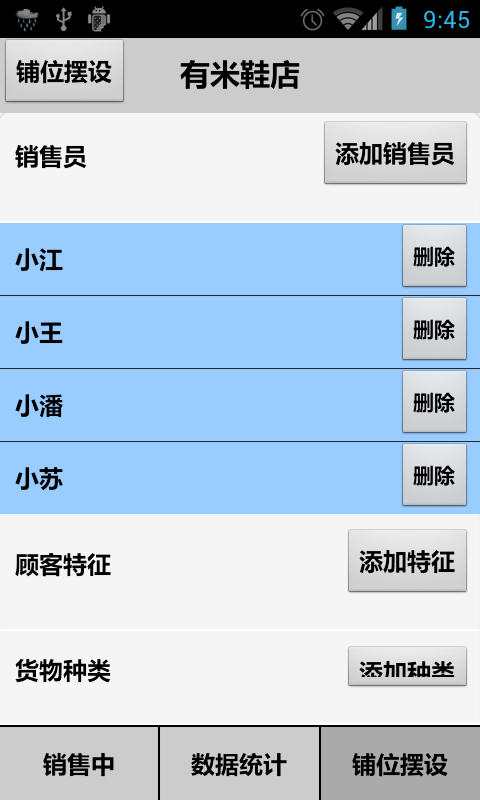 9:45
铺位摆设
有米鞋店
销售员
添加销售员
小江
删除
小王
删除
小潘
删除
小苏
删除
顾客特征
添加特征
货物种类
添加种类
销售中
数据统计
铺位摆设